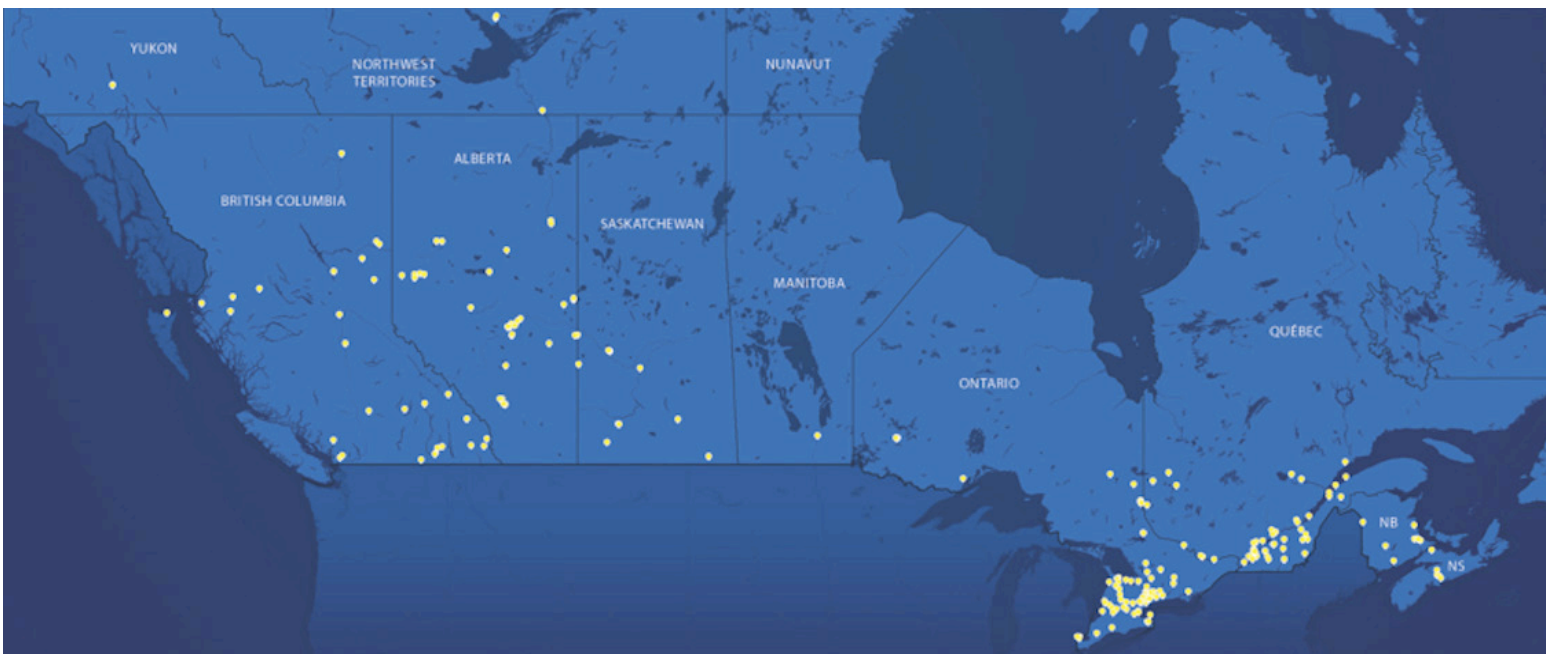 YUKON
NORTHWEST
TERRITORIES
NUNAVUT
ALBERTA
BRITISH COLUMBIA
SASKATCHEWAN
MANITOBA
QUÉBEC
ONTARIO
NB
NS